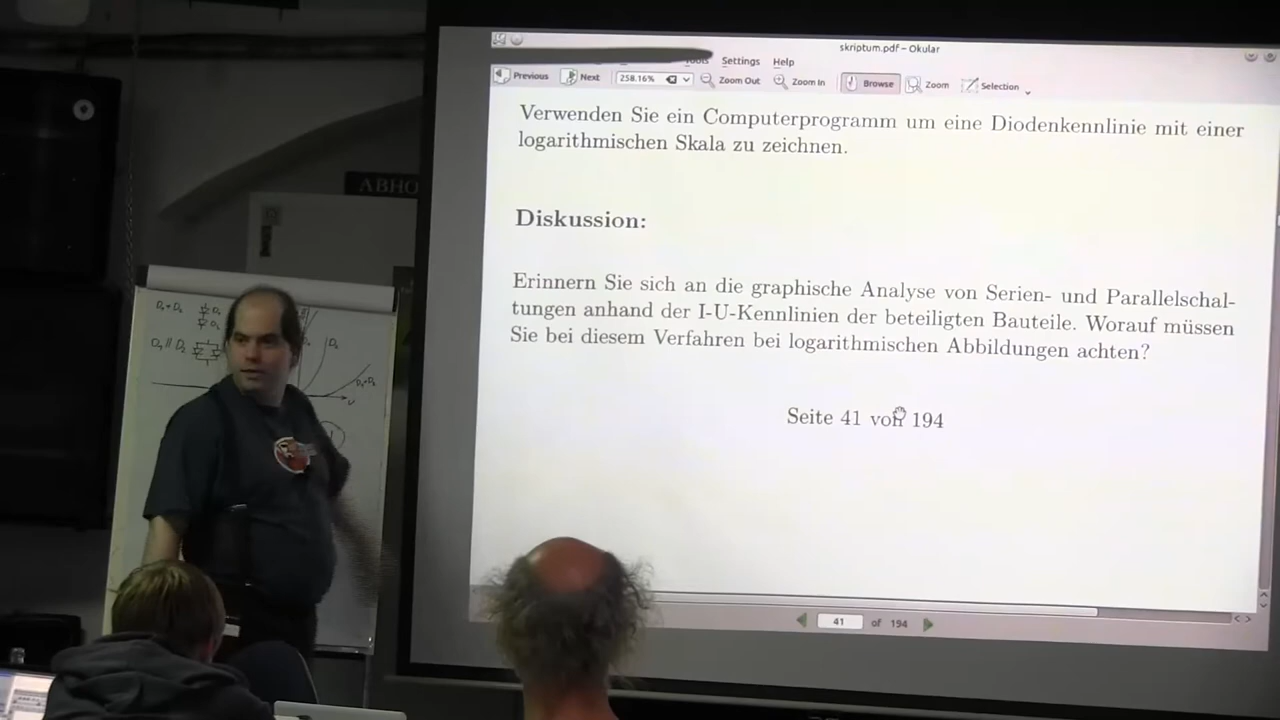 skriptum.pdf – Okular
Settings Help
Previous Next 258.16% Zoom Out Zoom In Browse Zoom Selection
Verwenden Sie ein Computerprogramm um eine Diodenkennlinie mit einer
logarithmischen Skala zu zeichnen.
Diskussion:
Erinnern Sie sich an die graphische Analyse von Serien- und Parallelschal-
tungen anhand der I-U-Kennlinien der beteiligten Bauteile. Worauf müssen
Sie bei diesem Verfahren bei logarithmischen Abbildungen achten?
Seite 41 von 194
41 of 194
ABHO
D₁ // D₂